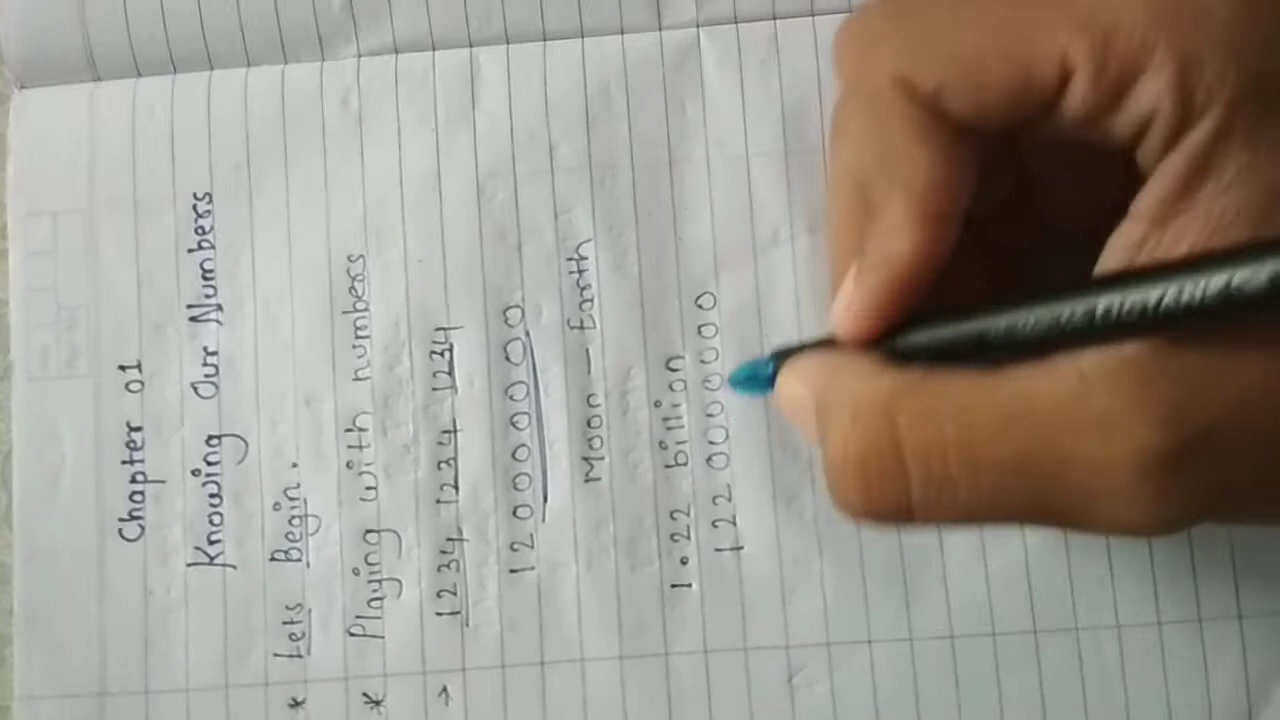 Chapter 01
Knowing Our Numbers
* Lets Begin.
* Playing with numbers
→ 1234 1234 1234
120000000
Moon — Earth
1.22 billion
1220000000